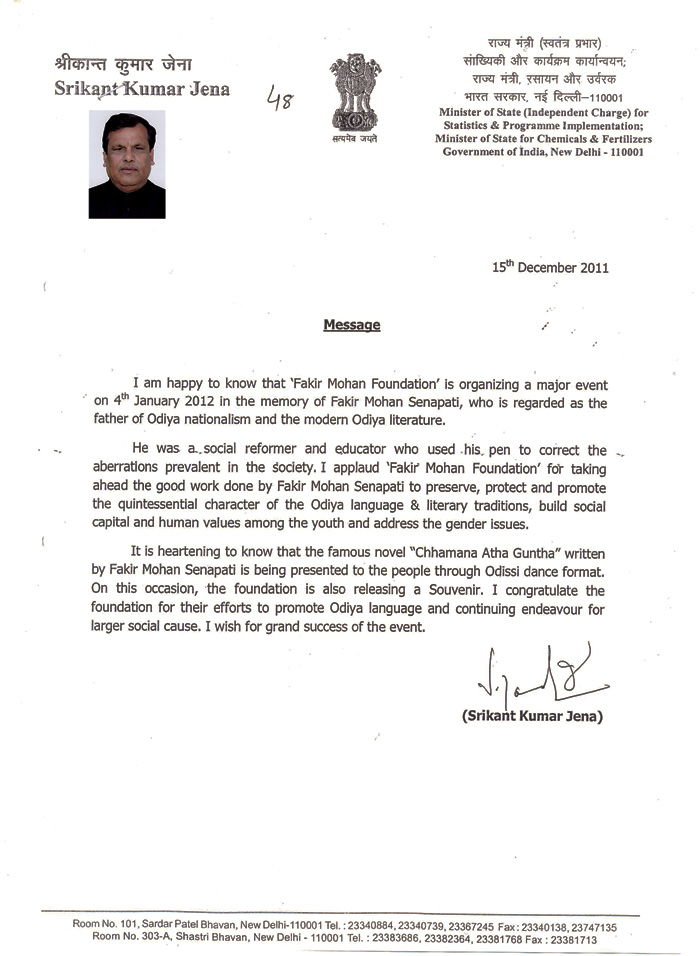 श्रीकान्त कुमार जेना
Srikant Kumar Jena
48
सत्यमेव जयते
राज्य मंत्री (स्वतंत्र प्रभार)
सांख्यिकी और कार्यक्रम कार्यान्वयन;
राज्य मंत्री, रसायन और उर्वरक
भारत सरकार, नई दिल्ली–110001
Minister of State (Independent Charge) for
Statistics & Programme Implementation;
Minister of State for Chemicals & Fertilizers
Government of India, New Delhi - 110001
15th December 2011
Message
I am happy to know that ‘Fakir Mohan Foundation’ is organizing a major event
on 4th January 2012 in the memory of Fakir Mohan Senapati, who is regarded as the
father of Odiya nationalism and the modern Odiya literature.
He was a social reformer and educator who used his pen to correct the
aberrations prevalent in the society. I applaud ‘Fakir Mohan Foundation’ for taking
ahead the good work done by Fakir Mohan Senapati to preserve, protect and promote
the quintessential character of the Odiya language & literary traditions, build social
capital and human values among the youth and address the gender issues.
It is heartening to know that the famous novel “Chhamana Atha Guntha” written
by Fakir Mohan Senapati is being presented to the people through Odissi dance format.
On this occasion, the foundation is also releasing a Souvenir. I congratulate the
foundation for their efforts to promote Odiya language and continuing endeavour for
larger social cause. I wish for grand success of the event.
(Srikant Kumar Jena)
Room No. 101, Sardar Patel Bhavan, New Delhi-110001 Tel. : 23340884, 23340739, 23367245 Fax : 23340138, 23747135
Room No. 303-A, Shastri Bhavan, New Delhi - 110001 Tel. : 23383686, 23382364, 23381768 Fax : 23381713